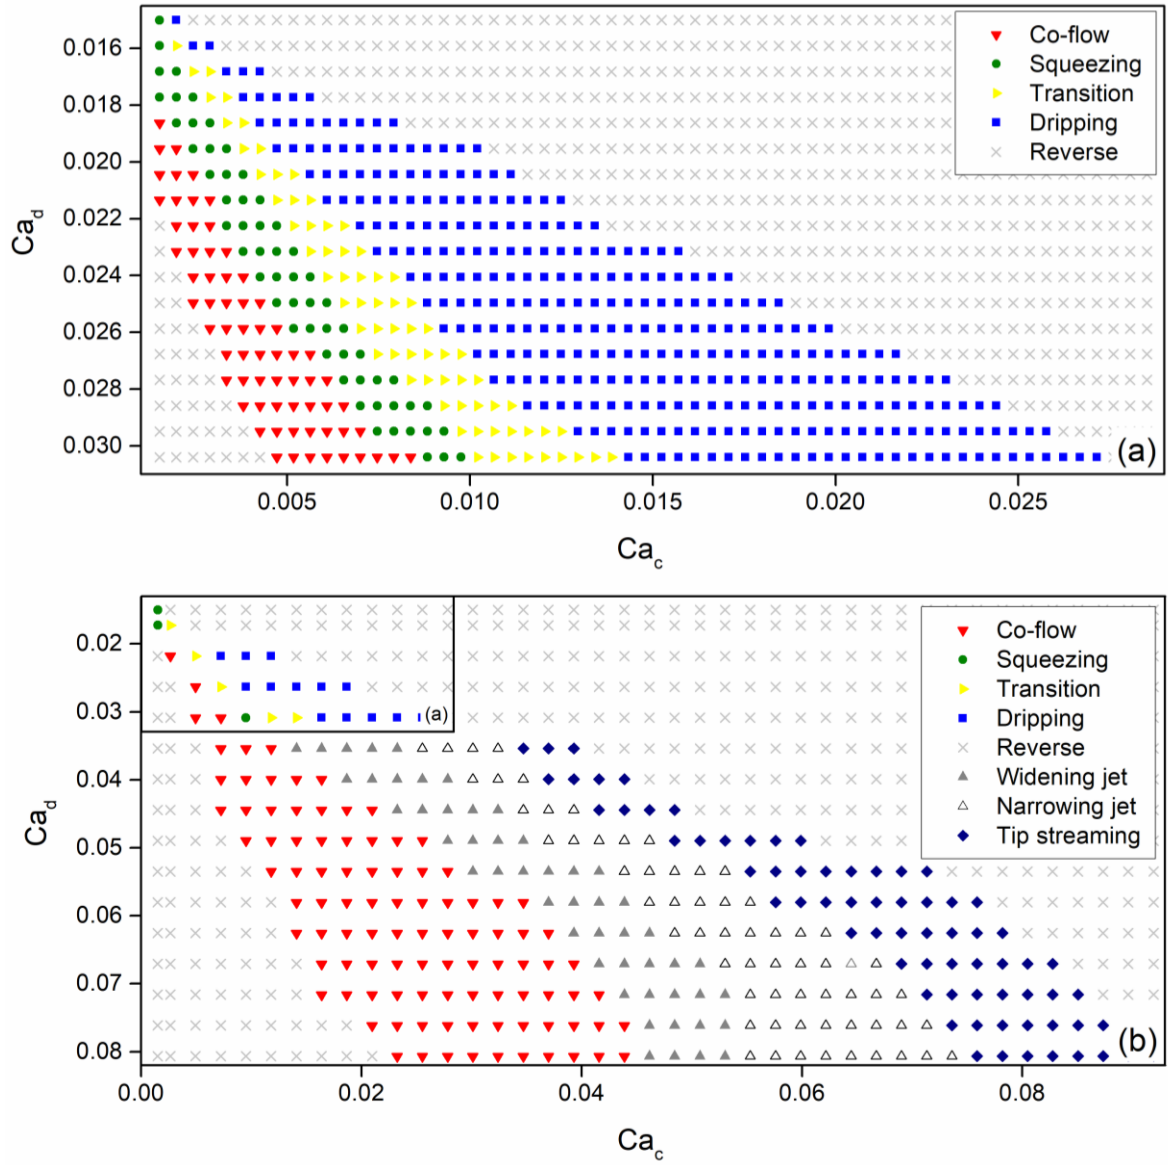 0.016
0.018
0.020
0.022
0.024
0.026
0.028
0.030
Ca_d
Co-flow
Squeezing
Transition
Dripping
Reverse
(a)
0.005 0.010 0.015 0.020 0.025
Ca_c
0.02
0.03
0.04
0.05
0.06
0.07
0.08
Ca_d
(a)
Co-flow
Squeezing
Transition
Dripping
Reverse
Widening jet
Narrowing jet
Tip streaming
(b)
0.00 0.02 0.04 0.06 0.08
Ca_c